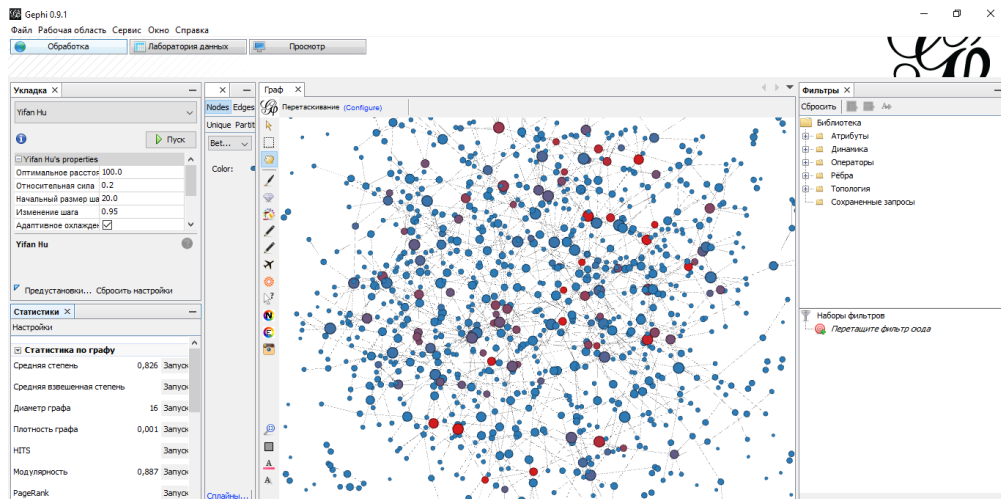 Gephi 0.9.1
Файл Рабочая область Сервис Окно Справка
Обработка
Лаборатория данных
Просмотр
Укладка
Yifan Hu
Пуск
Yifan Hu's properties
Оптимальное расстоя 100.0
Относительная сила 0.2
Начальный размер ша 20.0
Изменение шага 0.95
Адаптивное охлажден
Yifan Hu
Предустановки... Сбросить настройки
Статистики
Настройки
Статистика по графу
Средняя степень 0,826 Запуск
Средняя взвешенная степень Запуск
Диаметр графа 16 Запуск
Плотность графа 0,001 Запуск
HITS Запуск
Модулярность 0,887 Запуск
PageRank Запуск
Nodes Edges
Unique Partit
Bet...
Color:
Сплайны...
Граф
Перетаскивание (Configure)
Фильтры
Сбросить
Библиотека
Атрибуты
Динамика
Операторы
Рёбра
Топология
Сохраненные запросы
Наборы фильтров
Перетащите фильтр сюда